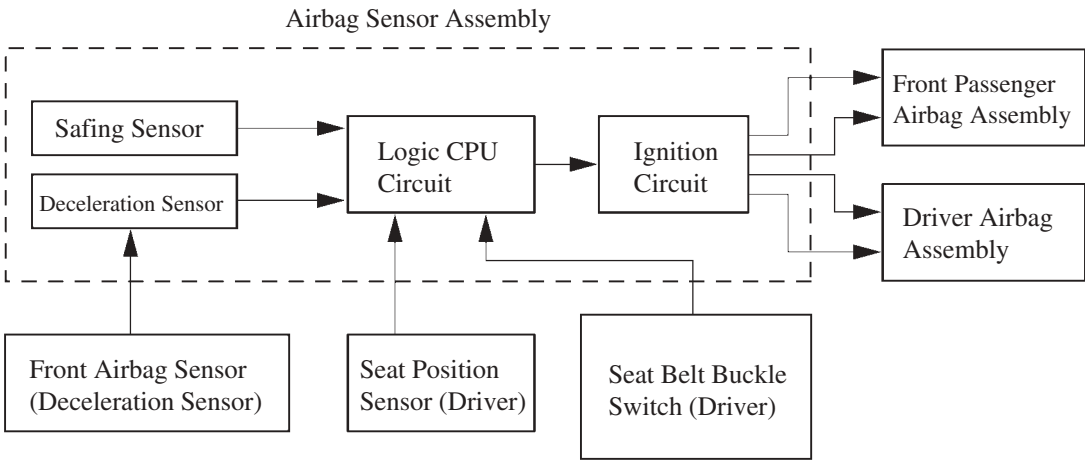 Airbag Sensor Assembly
Safing Sensor
Deceleration Sensor
Logic CPU
Circuit
Ignition
Circuit
Front Passenger
Airbag Assembly
Driver Airbag
Assembly
Front Airbag Sensor
(Deceleration Sensor)
Seat Position
Sensor (Driver)
Seat Belt Buckle
Switch (Driver)